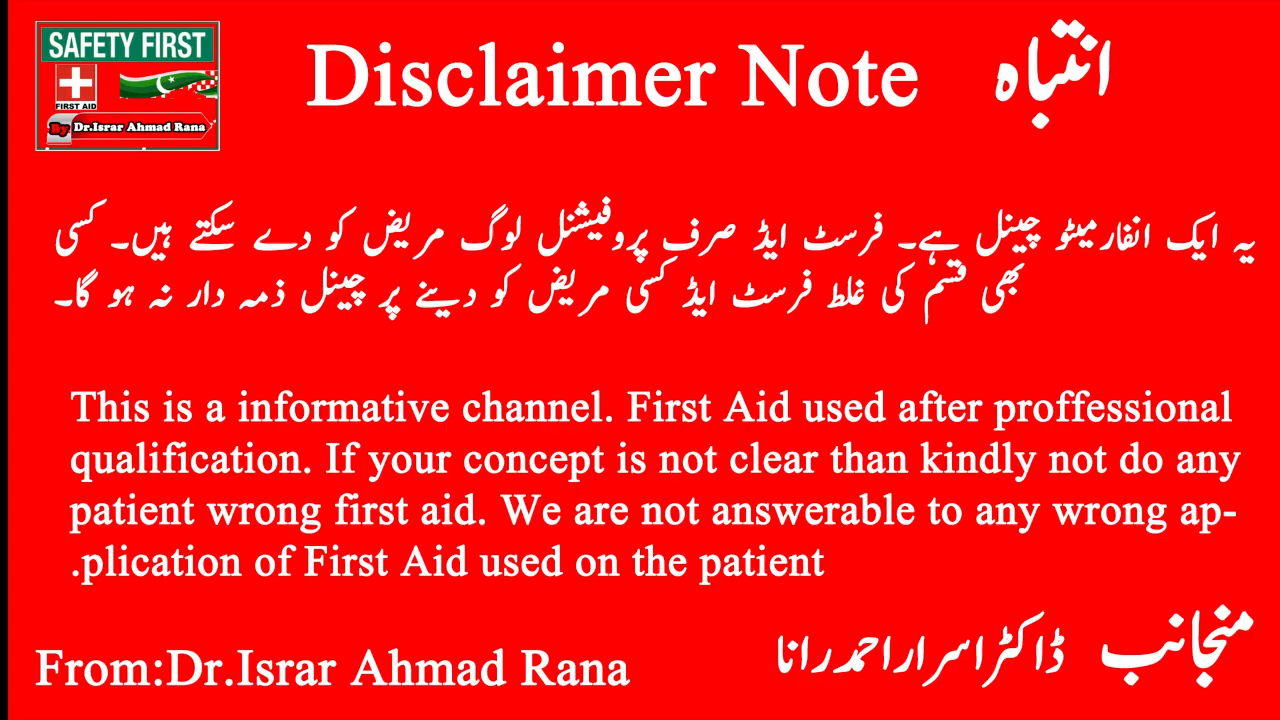 SAFETY FIRST
FIRST AID
By Dr.Israr Ahmad Rana
Disclaimer Note انتباہ
یہ ایک انفارمیٹو چینل ہے۔ فرسٹ ایڈ صرف پروفیشنل لوگ مریض کو دے سکتے ہیں۔ کسی
بھی قسم کی غلط فرسٹ ایڈ کسی مریض کو دینے پر چینل ذمہ دار نہ ہو گا۔
This is a informative channel. First Aid used after proffessional
qualification. If your concept is not clear than kindly not do any
patient wrong first aid. We are not answerable to any wrong ap-
.plication of First Aid used on the patient
From:Dr.Israr Ahmad Rana
منجانب ڈاکٹراسراراحمدرانا